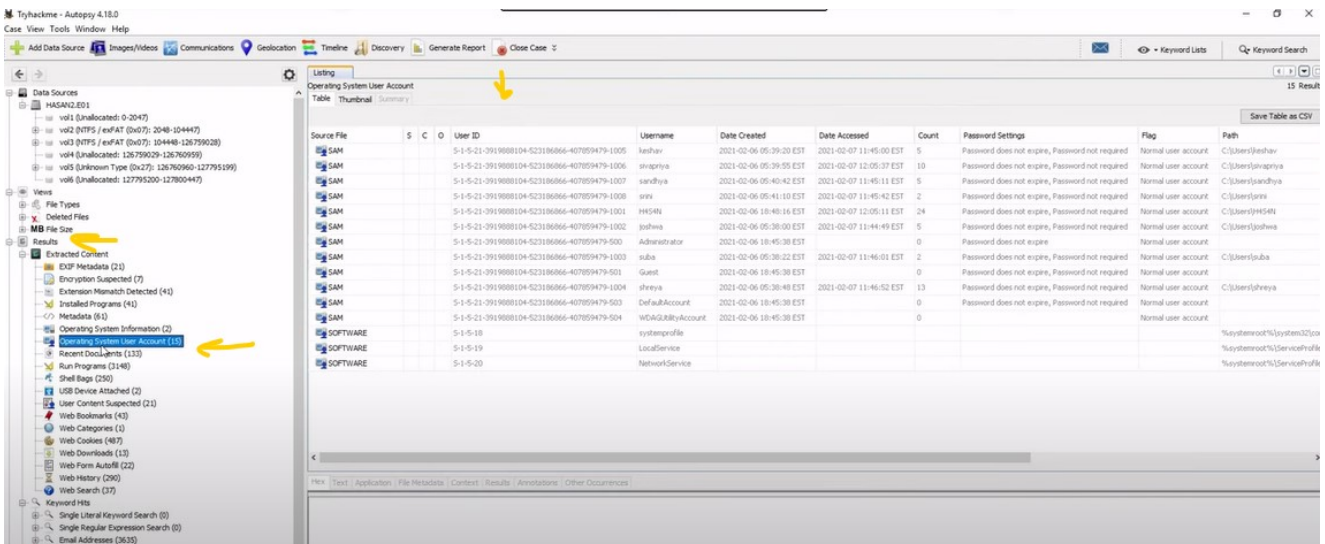 Tryhackme - Autopsy 4.18.0
Case View Tools Window Help
Add Data Source Images/Videos Communications Geolocation Timeline Discovery Generate Report Close Case Keyword Lists Keyword Search
Data Sources
HASAN2.E01
vol1 (Unallocated: 0-2047)
vol2 (NTFS / exFAT (0x07): 2048-104447)
vol3 (NTFS / exFAT (0x07): 104448-126759028)
vol4 (Unallocated: 126759029-126760959)
vol5 (Unknown Type (0x27): 126760960-127795199)
vol6 (Unallocated: 127795200-127800447)
Views
File Types
Deleted Files
MB File Size
Results
Extracted Content
EXIF Metadata (21)
Encryption Suspected (7)
Extension Mismatch Detected (41)
Installed Programs (41)
Metadata (61)
Operating System Information (2)
Operating System User Account (15)
Recent Documents (133)
Run Programs (3148)
Shell Bags (250)
USB Device Attached (2)
User Content Suspected (21)
Web Bookmarks (43)
Web Categories (1)
Web Cookies (487)
Web Downloads (13)
Web Form Autofill (22)
Web History (290)
Web Search (37)
Keyword Hits
Single Literal Keyword Search (0)
Single Regular Expression Search (0)
Email Addresses (3635)
Listing
Operating System User Account
15 Result
Table Thumbnail Summary
Save Table as CSV
Source File S C O User ID Username Date Created Date Accessed Count Password Settings Flag Path
SAM S-1-5-21-3919888104-523186866-407859479-1005 keshav 2021-02-06 05:39:20 EST 2021-02-07 11:45:00 EST 5 Password does not expire, Password not required Normal user account C:\Users\keshav
SAM S-1-5-21-3919888104-523186866-407859479-1006 sivapriya 2021-02-06 05:39:55 EST 2021-02-07 12:05:37 EST 10 Password does not expire, Password not required Normal user account C:\Users\sivapriya
SAM S-1-5-21-3919888104-523186866-407859479-1007 sandhya 2021-02-06 05:40:42 EST 2021-02-07 11:45:11 EST 5 Password does not expire, Password not required Normal user account C:\Users\sandhya
SAM S-1-5-21-3919888104-523186866-407859479-1008 srini 2021-02-06 05:41:10 EST 2021-02-07 11:45:42 EST 2 Password does not expire, Password not required Normal user account C:\Users\srini
SAM S-1-5-21-3919888104-523186866-407859479-1001 H4S4N 2021-02-06 18:48:16 EST 2021-02-07 12:05:11 EST 24 Password does not expire, Password not required Normal user account C:\Users\H4S4N
SAM S-1-5-21-3919888104-523186866-407859479-1002 joshwa 2021-02-06 05:38:00 EST 2021-02-07 11:44:49 EST 5 Password does not expire, Password not required Normal user account C:\Users\joshwa
SAM S-1-5-21-3919888104-523186866-407859479-500 Administrator 2021-02-06 18:45:38 EST 0 Password does not expire Normal user account
SAM S-1-5-21-3919888104-523186866-407859479-1003 suba 2021-02-06 05:38:22 EST 2021-02-07 11:46:01 EST 2 Password does not expire, Password not required Normal user account C:\Users\suba
SAM S-1-5-21-3919888104-523186866-407859479-501 Guest 2021-02-06 18:45:38 EST 0 Password does not expire, Password not required Normal user account
SAM S-1-5-21-3919888104-523186866-407859479-1004 shreya 2021-02-06 05:38:48 EST 2021-02-07 11:46:52 EST 13 Password does not expire, Password not required Normal user account C:\Users\shreya
SAM S-1-5-21-3919888104-523186866-407859479-503 DefaultAccount 2021-02-06 18:45:38 EST 0 Password does not expire, Password not required Normal user account
SAM S-1-5-21-3919888104-523186866-407859479-504 WDAGUtilityAccount 2021-02-06 18:45:38 EST 0 Normal user account
SOFTWARE S-1-5-18 systemprofile %systemroot%\system32\co
SOFTWARE S-1-5-19 LocalService %systemroot%\ServiceProfile
SOFTWARE S-1-5-20 NetworkService %systemroot%\ServiceProfile
Hex Text Application File Metadata Context Results Annotations Other Occurrences